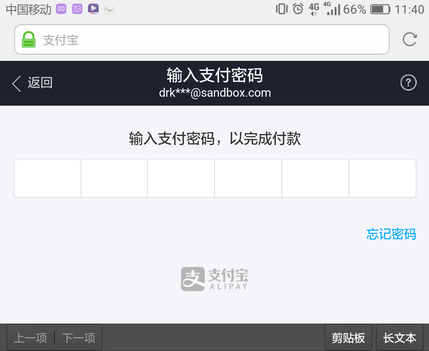 中国移动 4G 4G 66% 11:40
支付宝
返回 输入支付密码 ?
drk***@sandbox.com
输入支付密码，以完成付款
忘记密码
支 支付宝
ALIPAY
上一项 下一项 剪贴板 长文本